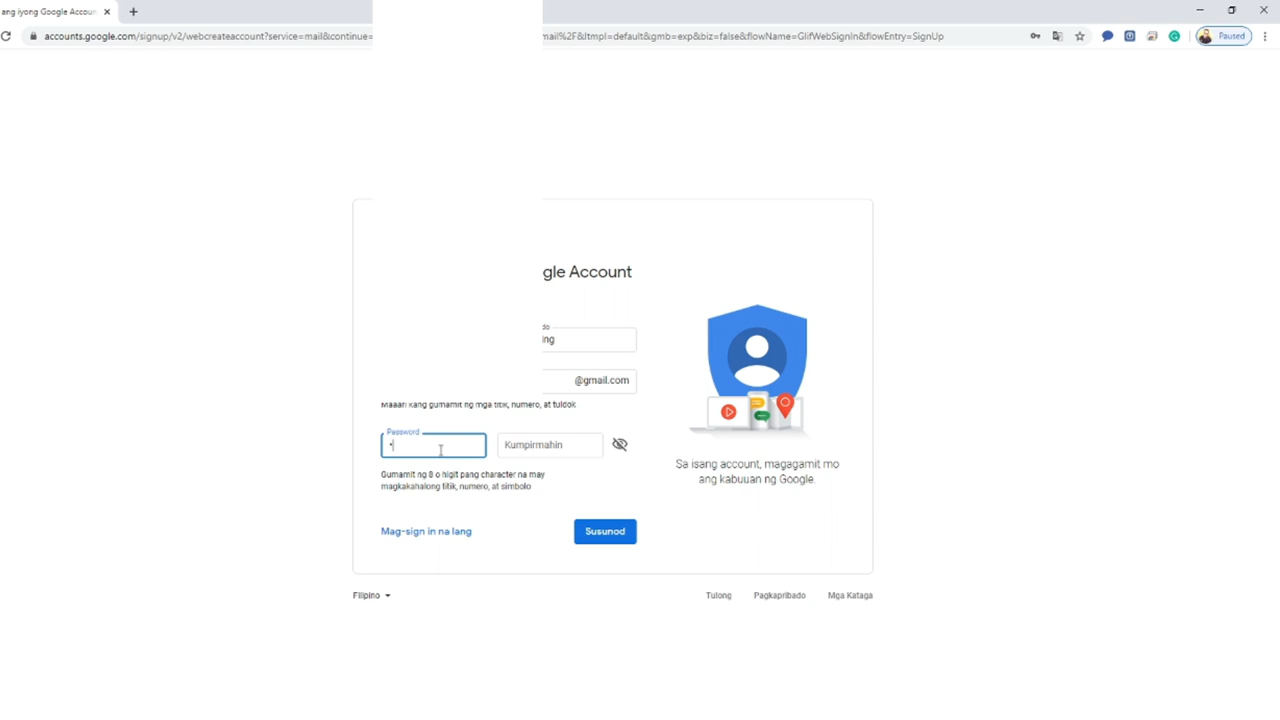 ang iyong Google Accoun
accounts.google.com/signup/v2/webcreateaccount?service=mail&continue=
mail%2F&ltmpl=default&gmb=exp&biz=false&flowName=GlifWebSignIn&flowEntry=SignUp
Paused
gle Account
do
ing
@gmail.com
Maaari kang gumamit ng mga titik, numero, at tuldok
Password
Kumpirmahin
Gumamit ng 8 o higit pang character na may
magkakahalong titik, numero, at simbolo
Mag-sign in na lang
Susunod
Sa isang account, magagamit mo
ang kabuuan ng Google.
Filipino
Tulong
Pagkapribado
Mga Kataga